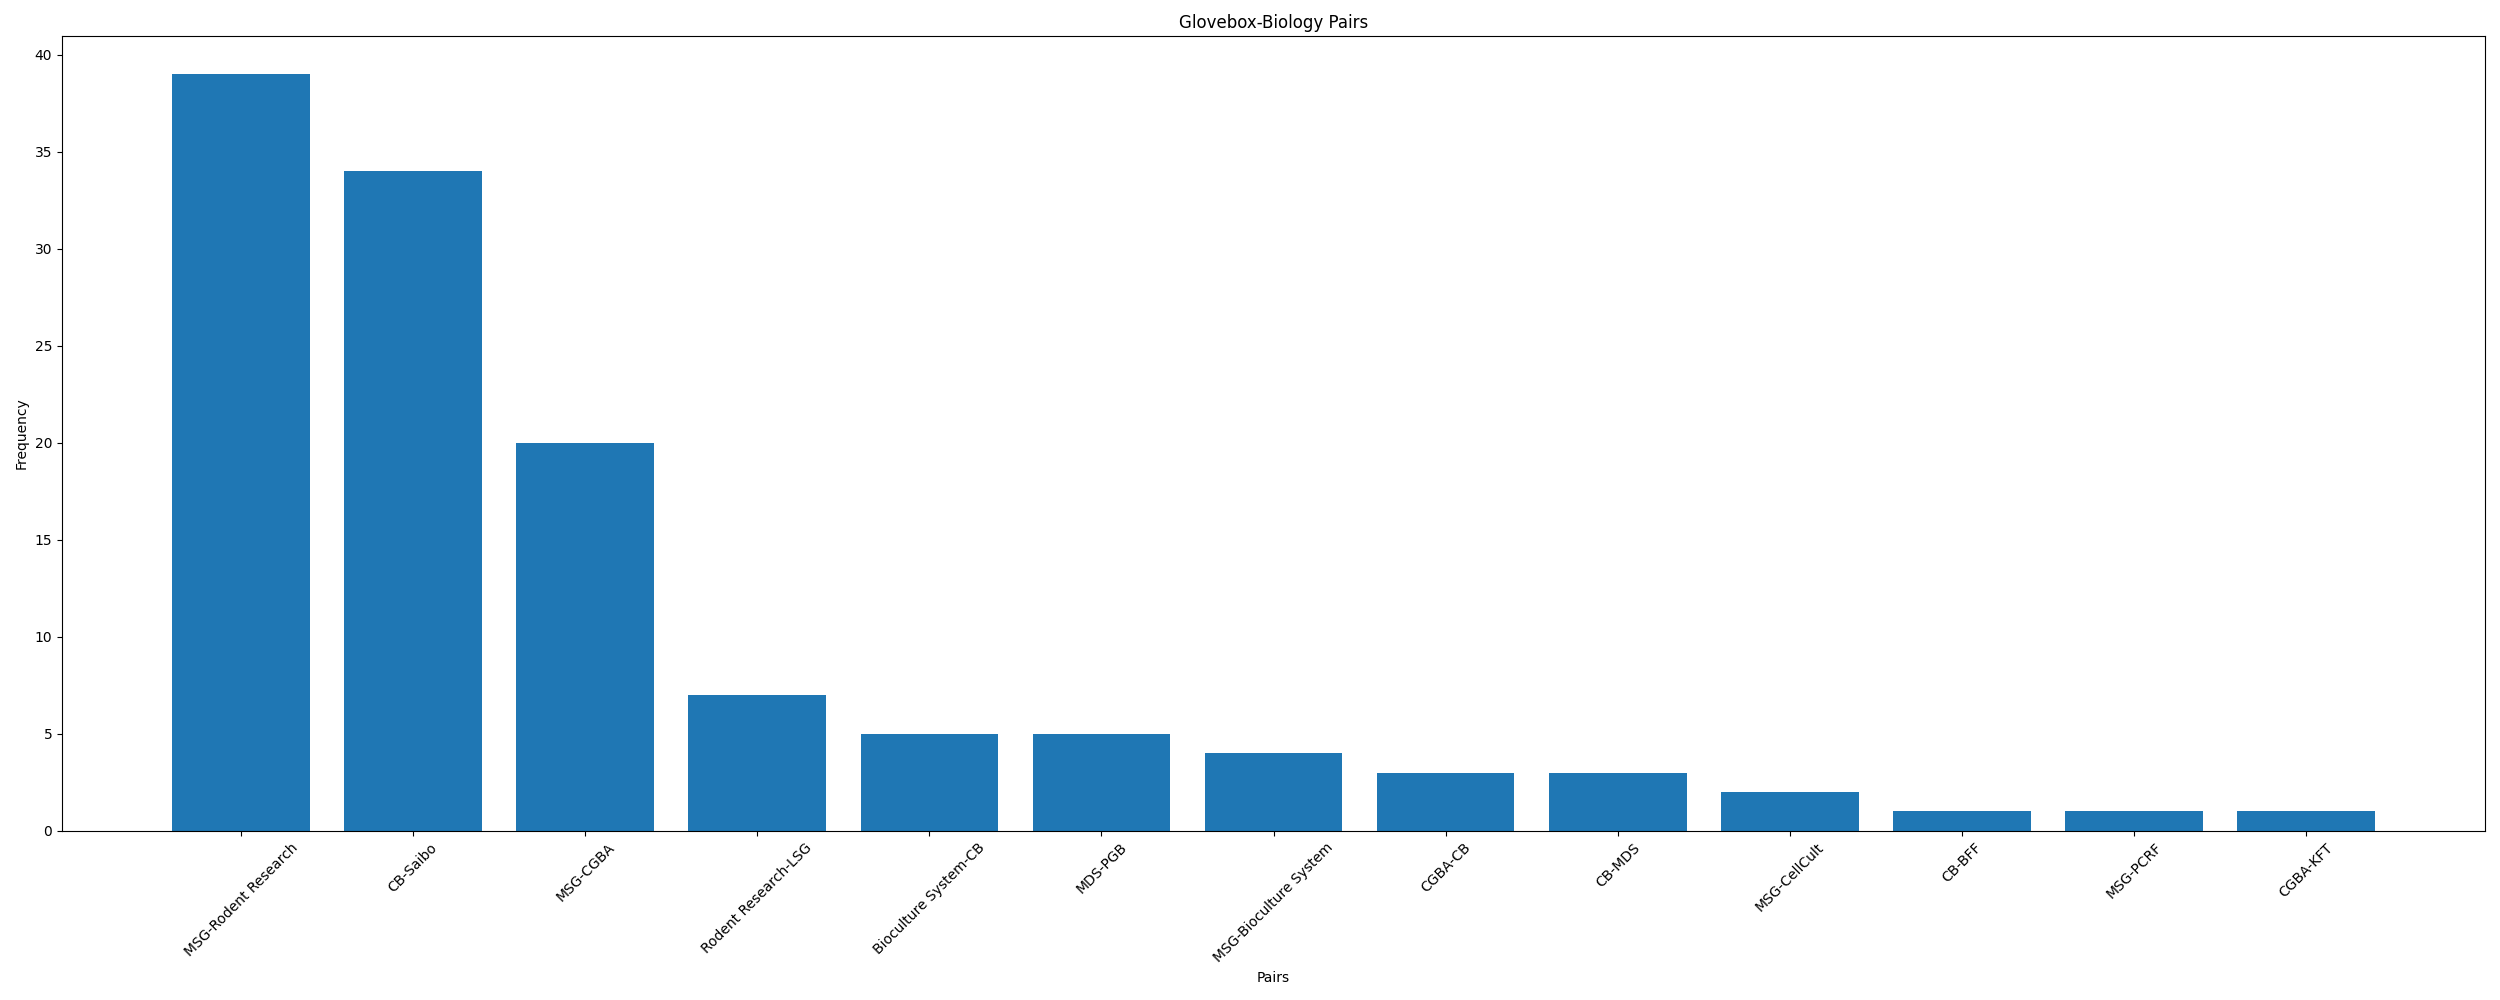 Glovebox-Biology Pairs
40
35
30
25
20
15
10
5
0
Frequency
MSG-Rodent Research
CB-Saibo
MSG-CGBA
Rodent Research-LSG
Bioculture System-CB
MDS-PGB
MSG-Bioculture System
CGBA-CB
CB-MDS
MSG-CellCult
CB-BFF
MSG-PCRF
CGBA-KFT
Pairs